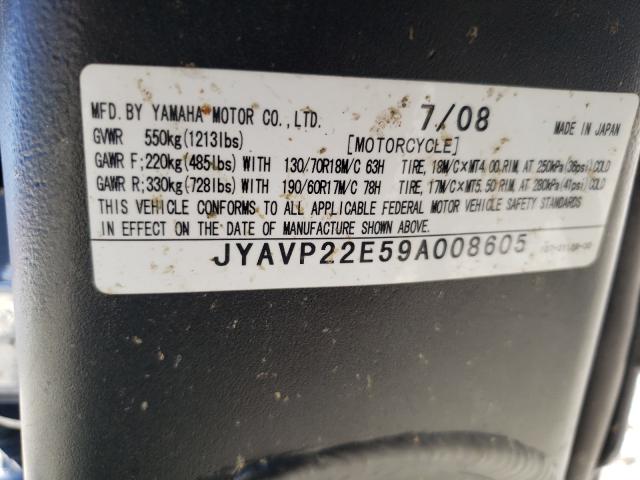 MFD. BY YAMAHA MOTOR CO., LTD. 7/08 MADE IN JAPAN
GVWR 550kg(1213lbs) [MOTORCYCLE]
GAWR F;220kg(485lbs) WITH 130/70R18M/C 63H TIRE, 18M/C×MT4.00 RIM, AT 250kPa(36psi)COLD
GAWR R;330kg(728lbs) WITH 190/60R17M/C 78H TIRE, 17M/C×MT5.50 RIM, AT 280kPa(41psi)COLD
THIS VEHICLE CONFORMS TO ALL APPLICABLE FEDERAL MOTOR VEHICLE SAFETY STANDARDS
IN EFFECT ON THE DATE OF MANUFACTURE SHOWN ABOVE.
JYAVP22E59A008605